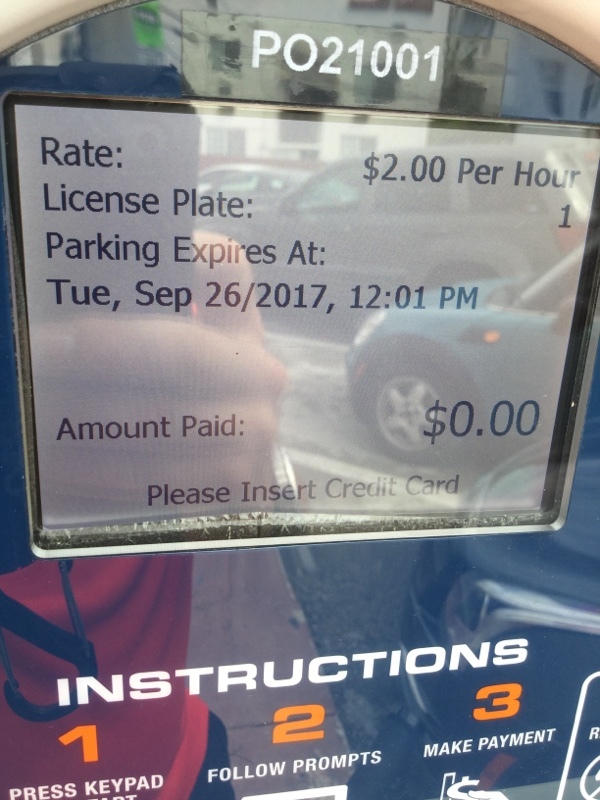 PO21001
Rate: $2.00 Per Hour
License Plate: 1
Parking Expires At:
Tue, Sep 26/2017, 12:01 PM
Amount Paid: $0.00
Please Insert Credit Card
INSTRUCTIONS
1 2 3
PRESS KEYPAD FOLLOW PROMPTS MAKE PAYMENT